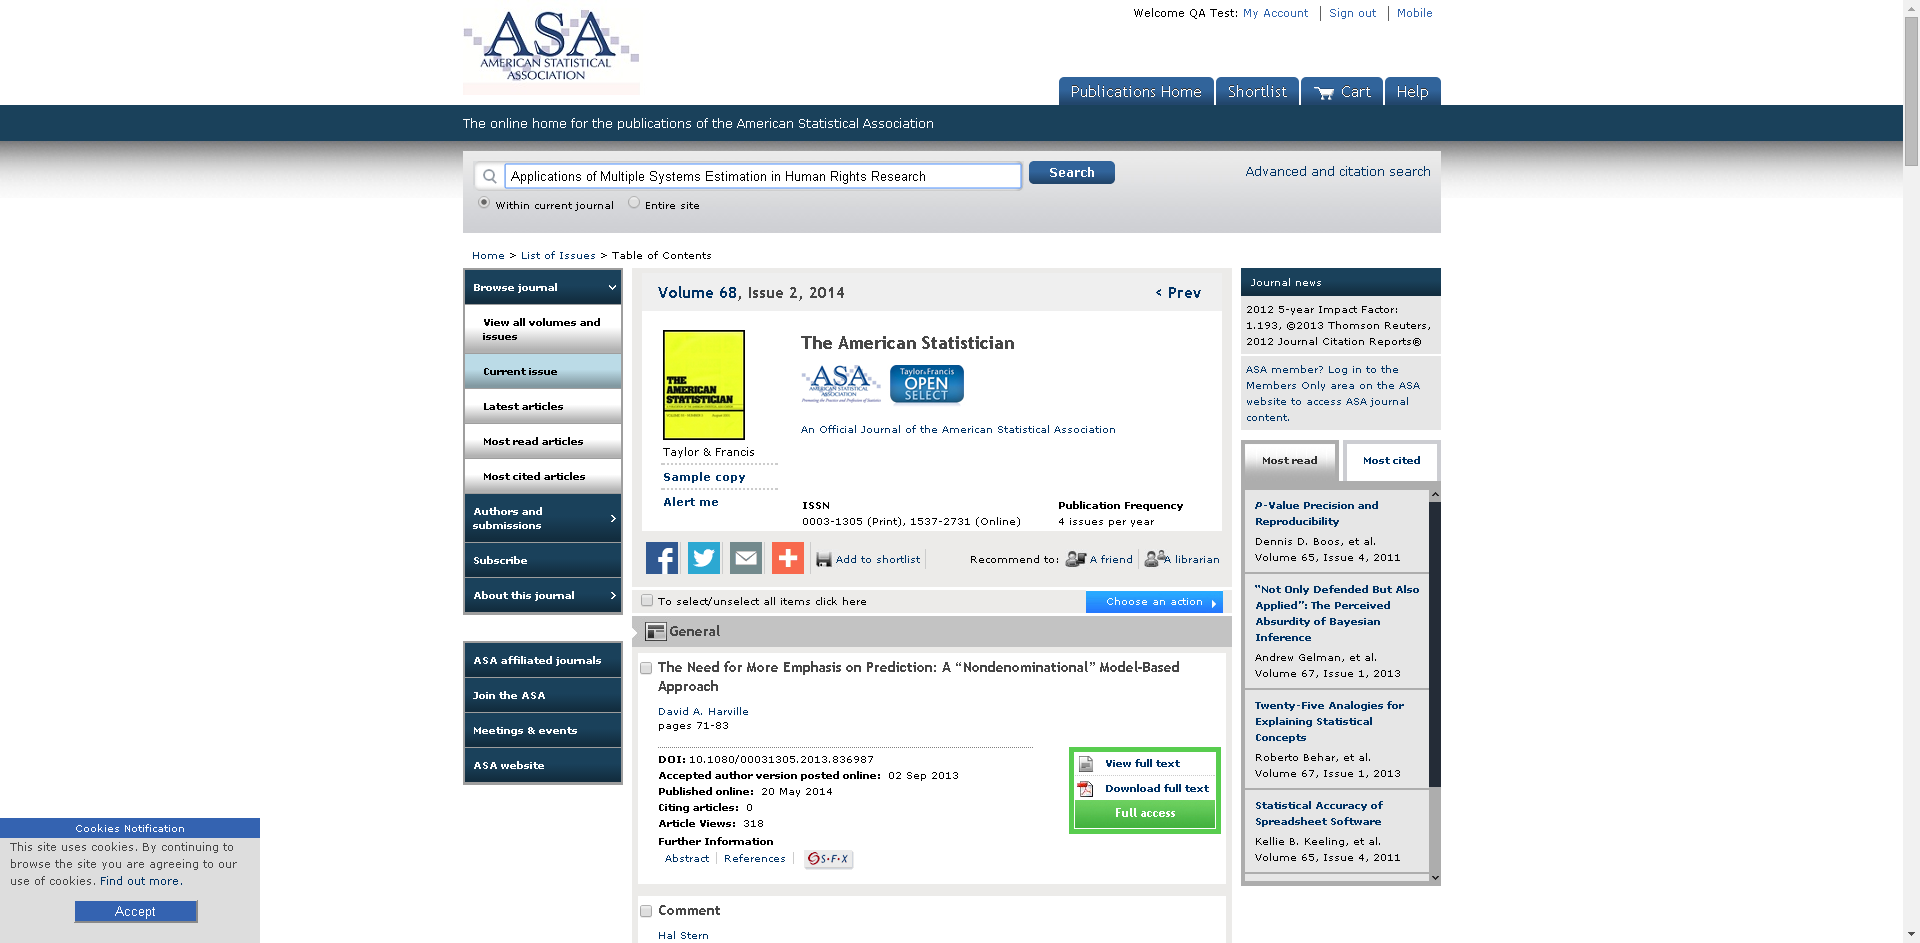 Welcome QA Test: My Account | Sign out | Mobile
ASA
AMERICAN STATISTICAL
ASSOCIATION
Publications Home
Shortlist
Cart
Help
The online home for the publications of the American Statistical Association
Applications of Multiple Systems Estimation in Human Rights Research
Search
Advanced and citation search
Within current journal
Entire site
Home > List of Issues > Table of Contents
Browse journal
View all volumes and
issues
Current issue
Latest articles
Most read articles
Most cited articles
Authors and
submissions
Subscribe
About this journal
ASA affiliated journals
Join the ASA
Meetings & events
ASA website
Volume 68, Issue 2, 2014
< Prev
THE
AMERICAN
STATISTICIAN
Taylor & Francis
Sample copy
Alert me
The American Statistician
ASA
AMERICAN STATISTICAL
ASSOCIATION
Promoting the Practice and Profession of Statistics
Taylor & Francis
OPEN
SELECT
An Official Journal of the American Statistical Association
ISSN
0003-1305 (Print), 1537-2731 (Online)
Publication Frequency
4 issues per year
Add to shortlist
Recommend to: A friend
A librarian
To select/unselect all items click here
Choose an action
General
The Need for More Emphasis on Prediction: A “Nondenominational” Model-Based
Approach
David A. Harville
pages 71-83
DOI: 10.1080/00031305.2013.836987
Accepted author version posted online: 02 Sep 2013
Published online: 20 May 2014
Citing articles: 0
Article Views: 318
Further Information
Abstract | References
S·F·X
View full text
Download full text
Full access
Comment
Hal Stern
Journal news
2012 5-year Impact Factor:
1.193, ©2013 Thomson Reuters,
2012 Journal Citation Reports®
ASA member? Log in to the
Members Only area on the ASA
website to access ASA journal
content.
Most read
Most cited
P-Value Precision and
Reproducibility
Dennis D. Boos, et al.
Volume 65, Issue 4, 2011
“Not Only Defended But Also
Applied”: The Perceived
Absurdity of Bayesian
Inference
Andrew Gelman, et al.
Volume 67, Issue 1, 2013
Twenty-Five Analogies for
Explaining Statistical
Concepts
Roberto Behar, et al.
Volume 67, Issue 1, 2013
Statistical Accuracy of
Spreadsheet Software
Kellie B. Keeling, et al.
Volume 65, Issue 4, 2011
Cookies Notification
This site uses cookies. By continuing to
browse the site you are agreeing to our
use of cookies. Find out more.
Accept